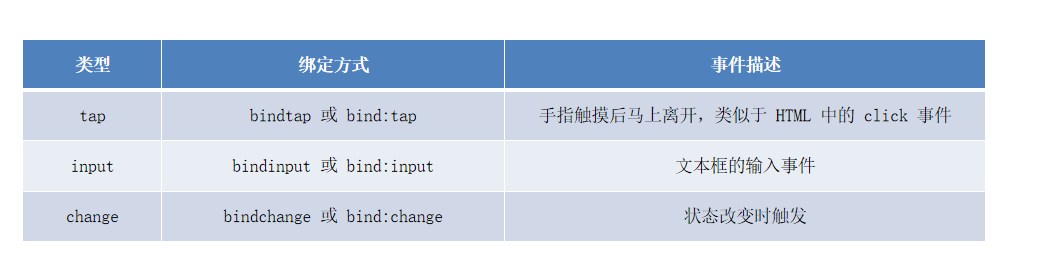 类型 绑定方式 事件描述
tap bindtap 或 bind:tap 手指触摸后马上离开，类似于 HTML 中的 click 事件
input bindinput 或 bind:input 文本框的输入事件
change bindchange 或 bind:change 状态改变时触发